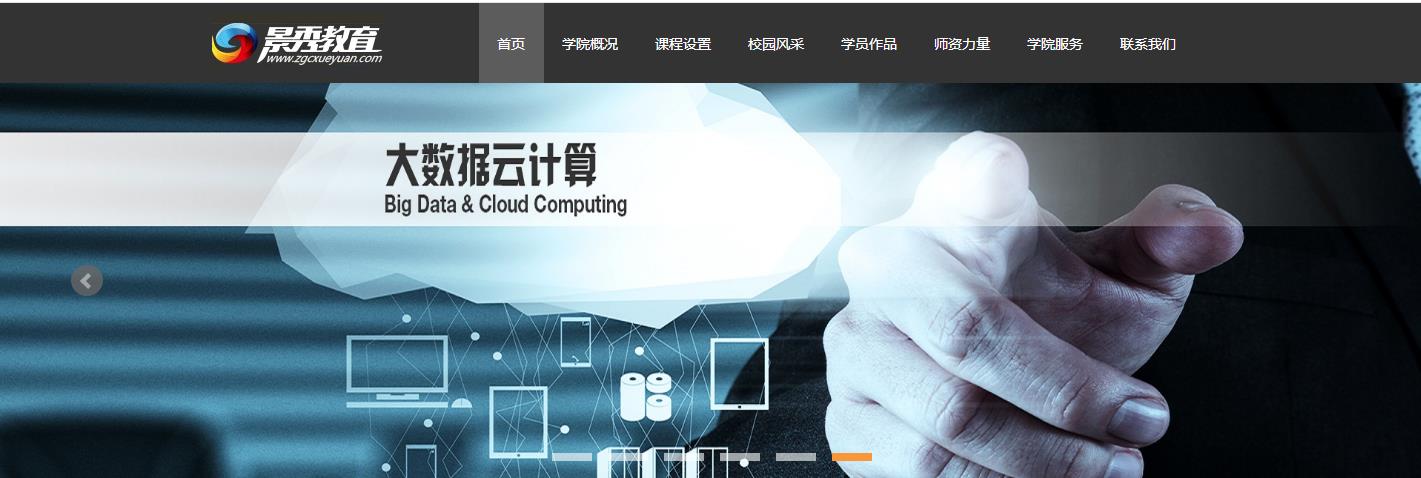 景秀教育
www.zgcxueyuan.com
首页 学院概况 课程设置 校园风采 学员作品 师资力量 学院服务 联系我们
大数据云计算
Big Data & Cloud Computing